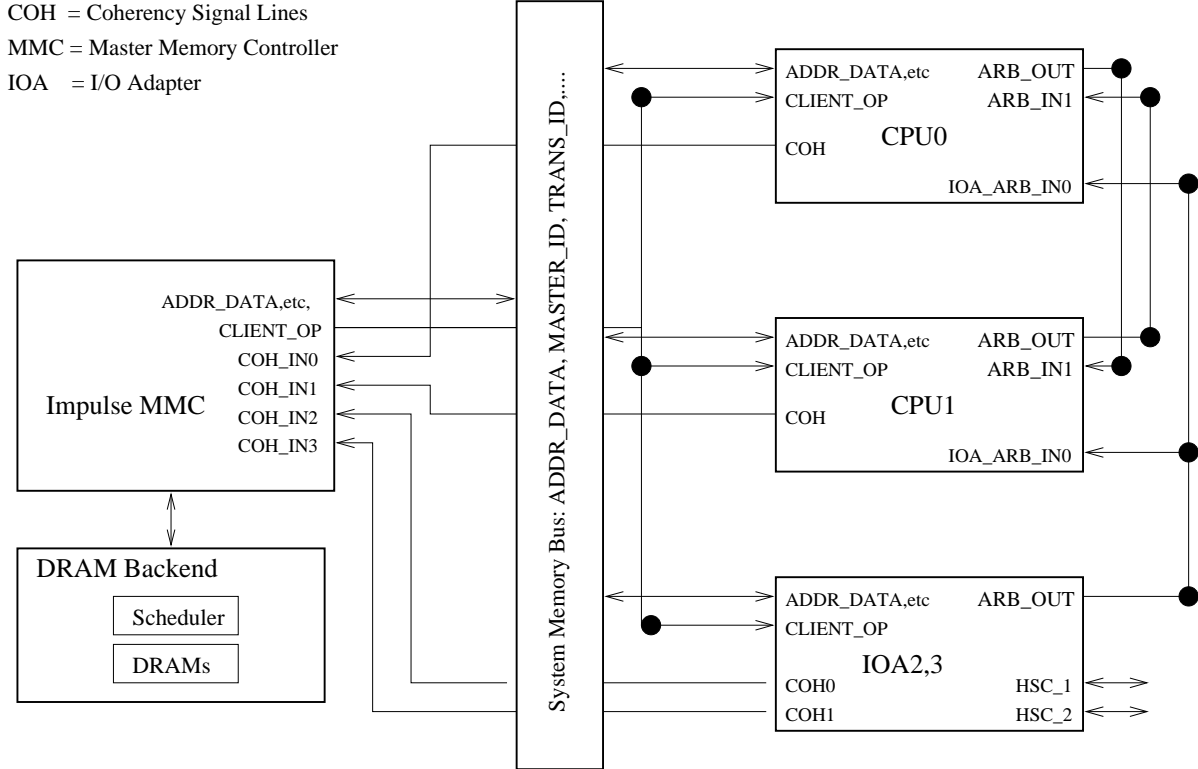 COH = Coherency Signal Lines
MMC = Master Memory Controller
IOA = I/O Adapter
Impulse MMC
ADDR_DATA,etc,
CLIENT_OP
COH_IN0
COH_IN1
COH_IN2
COH_IN3
DRAM Backend
Scheduler
DRAMs
System Memory Bus: ADDR_DATA, MASTER_ID, TRANS_ID,....
ADDR_DATA,etc
ARB_OUT
CLIENT_OP
ARB_IN1
CPU0
COH
IOA_ARB_IN0
ADDR_DATA,etc
ARB_OUT
CLIENT_OP
ARB_IN1
CPU1
COH
IOA_ARB_IN0
ADDR_DATA,etc
ARB_OUT
CLIENT_OP
IOA2,3
COH0
HSC_1
COH1
HSC_2